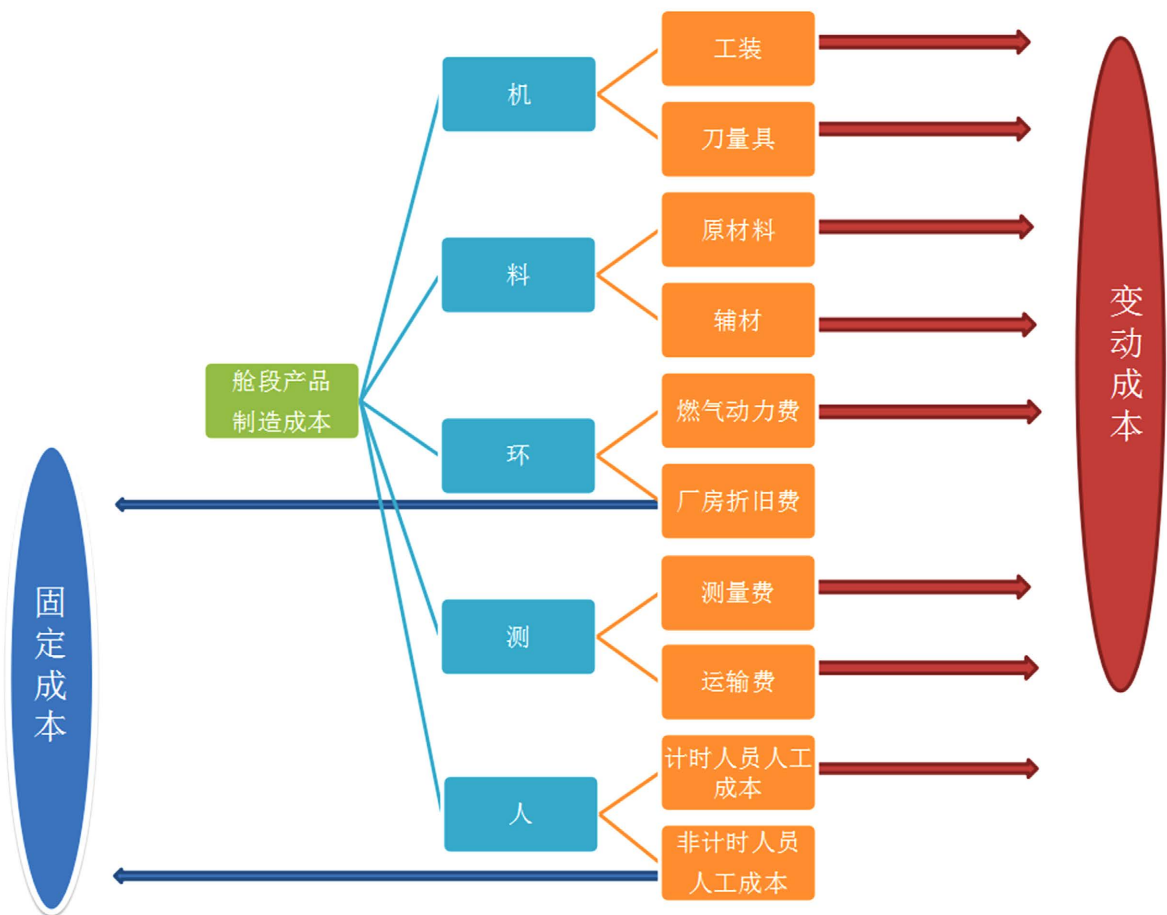 舱段产品
制造成本
机
工装
刀量具
料
原材料
辅材
环
燃气动力费
厂房折旧费
测
测量费
运输费
人
计时人员人工
成本
非计时人员
人工成本
固定成本
变动成本